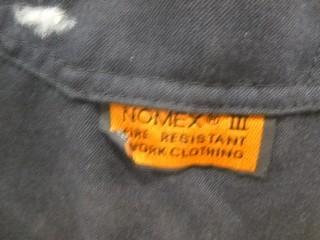 NOMEX® III
FIRE RESISTANT
WORK CLOTHING